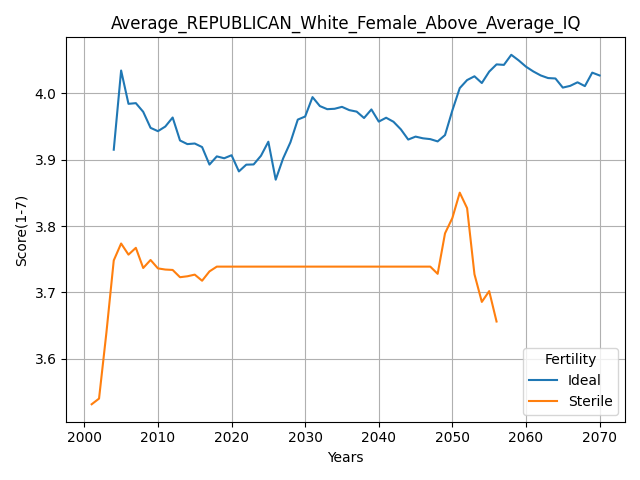 Average_REPUBLICAN_White_Female_Above_Average_IQ
Score(1-7)
4.0
3.9
3.8
3.7
3.6
Fertility
Ideal
Sterile
2000 2010 2020 2030 2040 2050 2060 2070
Years